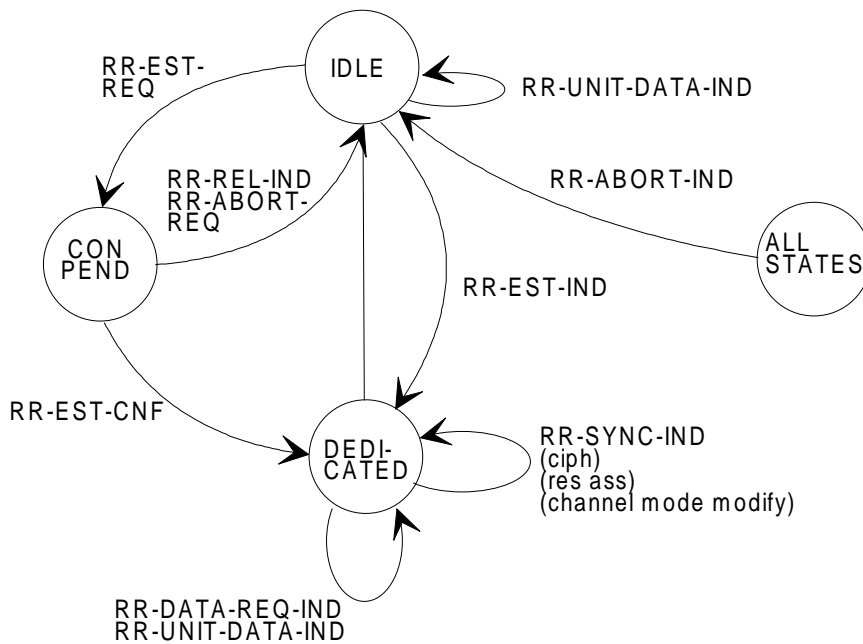 IDLE
RR-EST-
REQ
RR-UNIT-DATA-IND
RR-REL-IND
RR-ABORT-
REQ
RR-ABORT-IND
CON
PEND
ALL
STATES
RR-EST-IND
RR-EST-CNF
DEDI-
CATED
RR-SYNC-IND
(ciph)
(res ass)
(channel mode modify)
RR-DATA-REQ-IND
RR-UNIT-DATA-IND